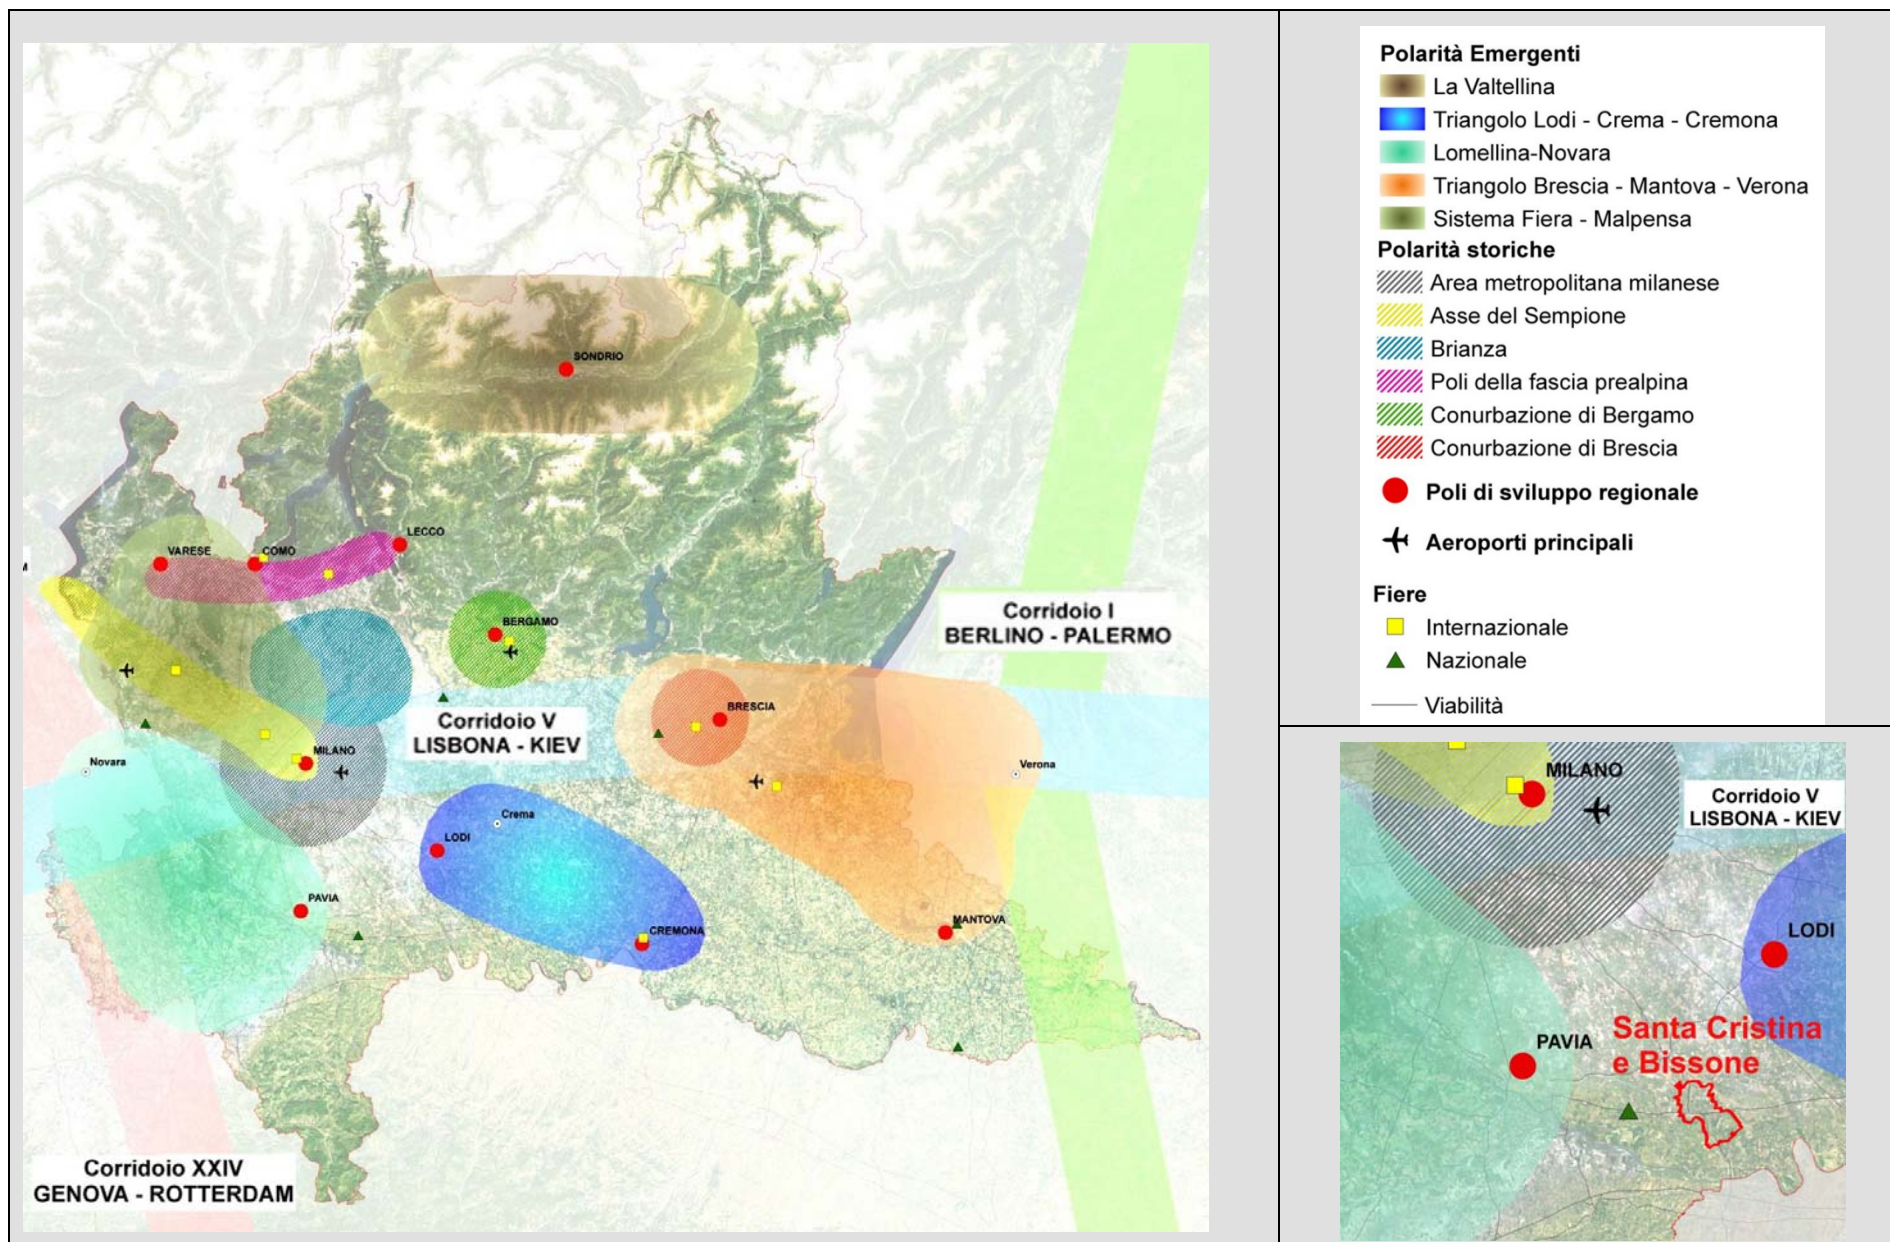 SONDRIO
LECCO
VARESE
COMO
BERGAMO
Corridoio I
BERLINO - PALERMO
BRESCIA
Corridoio V
LISBONA - KIEV
MILANO
Novara
Verona
Crema
LODI
PAVIA
CREMONA
MANTOVA
Corridoio XXIV
GENOVA - ROTTERDAM
Polarità Emergenti
La Valtellina
Triangolo Lodi - Crema - Cremona
Lomellina-Novara
Triangolo Brescia - Mantova - Verona
Sistema Fiera - Malpensa
Polarità storiche
Area metropolitana milanese
Asse del Sempione
Brianza
Poli della fascia prealpina
Conurbazione di Bergamo
Conurbazione di Brescia
Poli di sviluppo regionale
Aeroporti principali
Fiere
Internazionale
Nazionale
Viabilità
MILANO
Corridoio V
LISBONA - KIEV
LODI
Santa Cristina
e Bissone
PAVIA